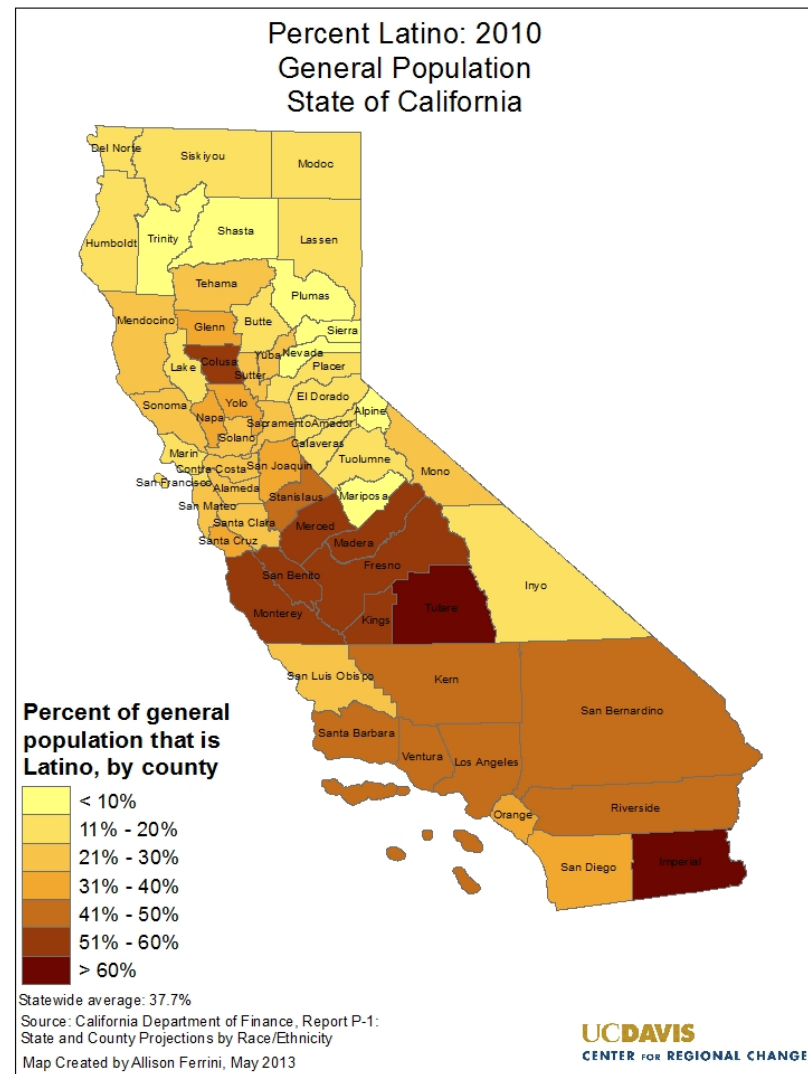 Percent Latino: 2010
General Population
State of California
Del Norte
Siskiyou
Modoc
Humboldt
Trinity
Shasta
Lassen
Tehama
Plumas
Mendocino
Glenn
Butte
Sierra
Colusa
Yuba
Nevada
Lake
Sutter
Placer
El Dorado
Sonoma
Napa
Yolo
Alpine
Sacramento
Amador
Solano
Marin
Calaveras
Tuolumne
Mono
Contra Costa
San Joaquin
San Francisco
Alameda
Stanislaus
Mariposa
San Mateo
Santa Clara
Merced
Santa Cruz
Madera
Fresno
San Benito
Inyo
Monterey
Kings
Tulare
San Luis Obispo
Kern
San Bernardino
Santa Barbara
Ventura
Los Angeles
Orange
Riverside
San Diego
Imperial
Percent of general
population that is
Latino, by county
< 10%
11% - 20%
21% - 30%
31% - 40%
41% - 50%
51% - 60%
> 60%
Statewide average: 37.7%
Source: California Department of Finance, Report P-1:
State and County Projections by Race/Ethnicity
Map Created by Allison Ferrini, May 2013
UCDAVIS
CENTER FOR REGIONAL CHANGE